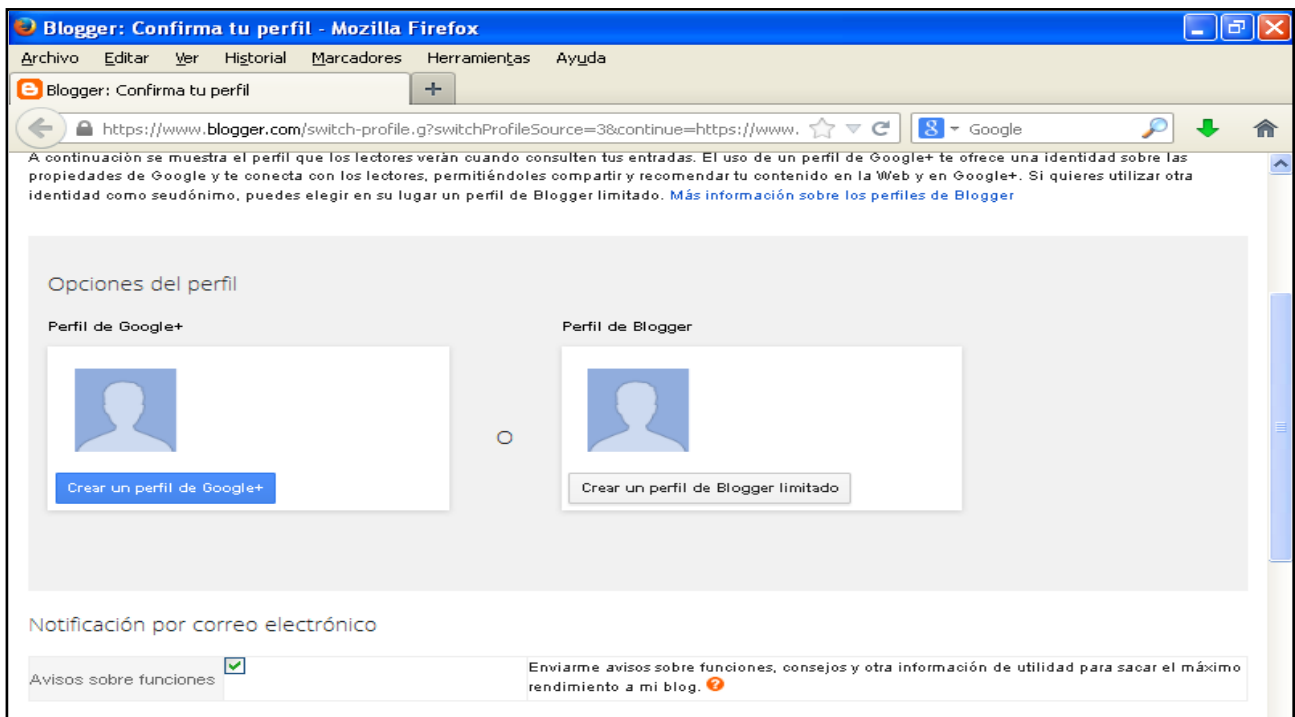 Blogger: Confirma tu perfil - Mozilla Firefox
Archivo Editar Ver Historial Marcadores Herramientas Ayuda
Blogger: Confirma tu perfil
https://www.blogger.com/switch-profile.g?switchProfileSource=3&continue=https://www. Google
A continuación se muestra el perfil que los lectores verán cuando consulten tus entradas. El uso de un perfil de Google+ te ofrece una identidad sobre las
propiedades de Google y te conecta con los lectores, permitiéndoles compartir y recomendar tu contenido en la Web y en Google+. Si quieres utilizar otra
identidad como seudónimo, puedes elegir en su lugar un perfil de Blogger limitado. Más información sobre los perfiles de Blogger
Opciones del perfil
Perfil de Google+ Perfil de Blogger
O
Crear un perfil de Google+ Crear un perfil de Blogger limitado
Notificación por correo electrónico
Avisos sobre funciones Enviarme avisos sobre funciones, consejos y otra información de utilidad para sacar el máximo
rendimiento a mi blog.